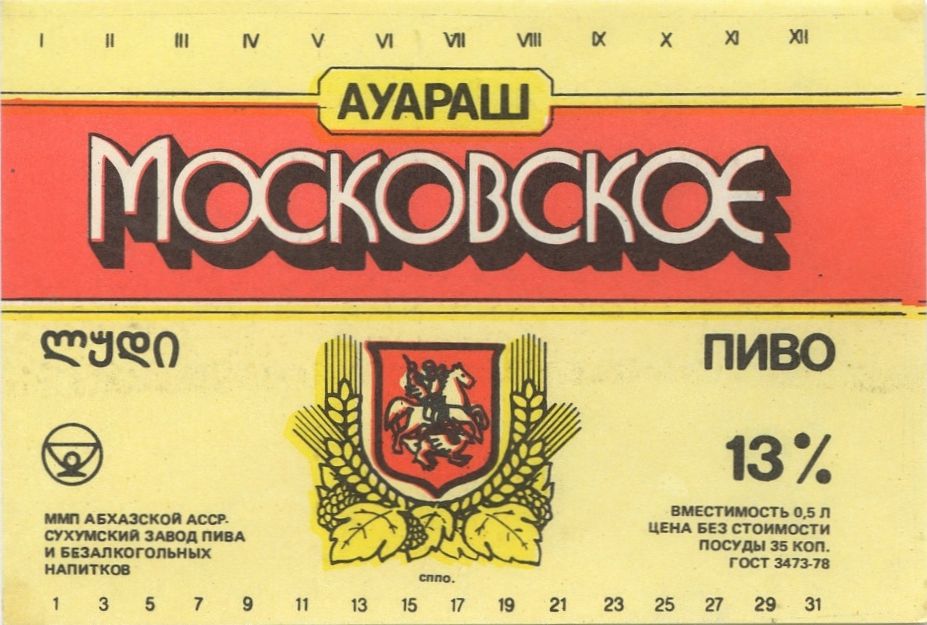 I II III IV V VI VII VIII IX X XI XII
АУАРАШ
МОСКОВСКОЕ
ლუდი
ПИВО
13%
ММП АБХАЗСКОЙ АССР.
СУХУМСКИЙ ЗАВОД ПИВА
И БЕЗАЛКОГОЛЬНЫХ
НАПИТКОВ
ВМЕСТИМОСТЬ 0,5 Л
ЦЕНА БЕЗ СТОИМОСТИ
ПОСУДЫ 35 КОП.
ГОСТ 3473-78
сппо.
1 3 5 7 9 11 13 15 17 19 21 23 25 27 29 31